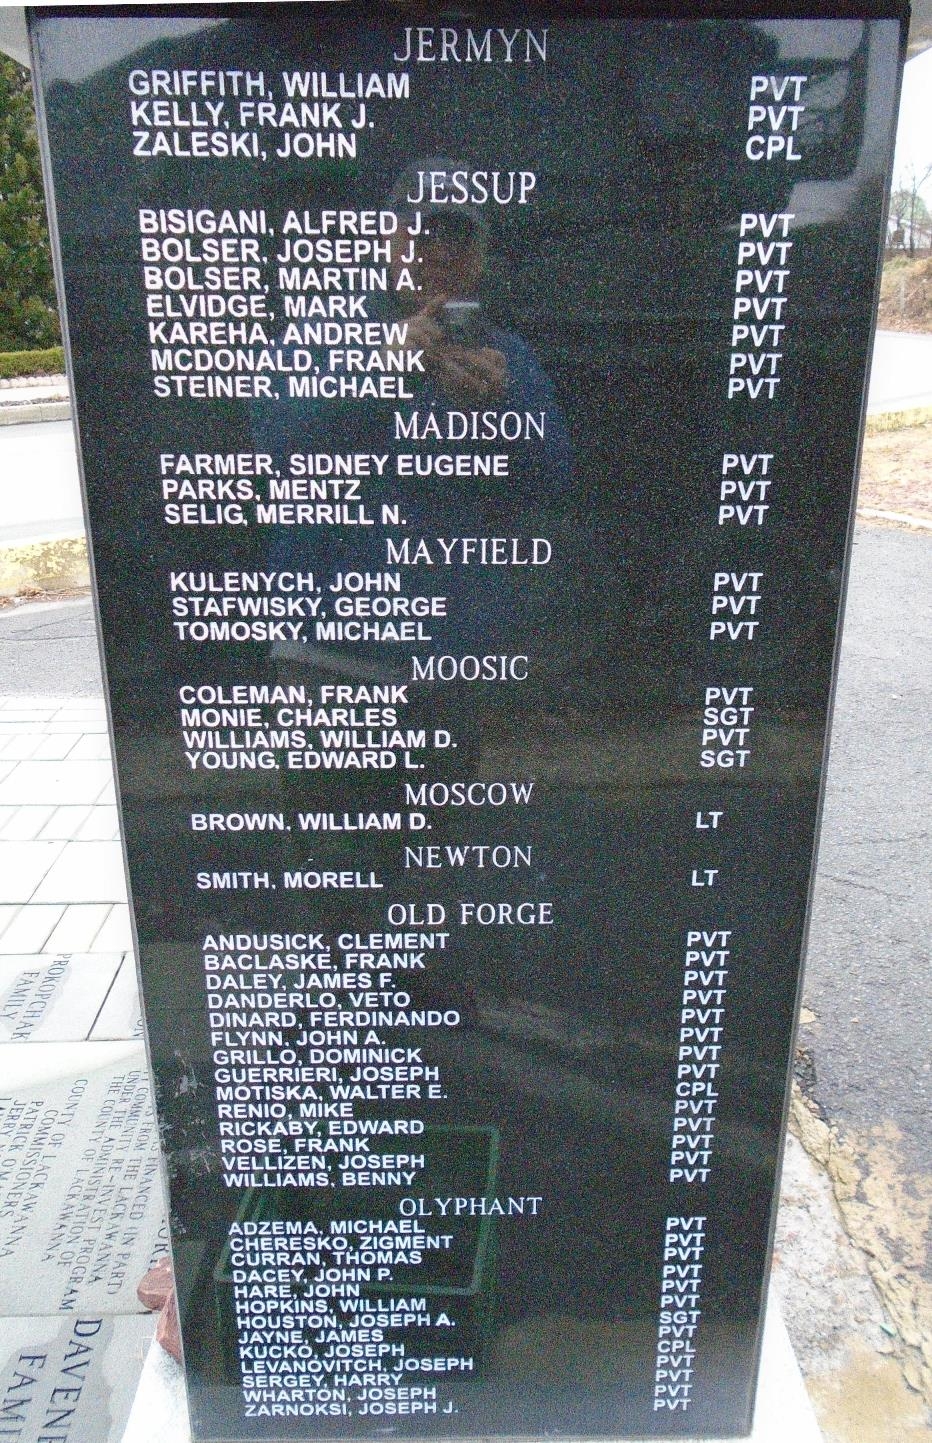 JERMYN
GRIFFITH, WILLIAM PVT
KELLY, FRANK J. PVT
ZALESKI, JOHN CPL
JESSUP
BISIGANI, ALFRED J. PVT
BOLSER, JOSEPH J. PVT
BOLSER, MARTIN A. PVT
ELVIDGE, MARK PVT
KAREHA, ANDREW PVT
MCDONALD, FRANK PVT
STEINER, MICHAEL PVT
MADISON
FARMER, SIDNEY EUGENE PVT
PARKS, MENTZ PVT
SELIG, MERRILL N. PVT
MAYFIELD
KULENYCH, JOHN PVT
STAFWISKY, GEORGE PVT
TOMOSKY, MICHAEL PVT
MOOSIC
COLEMAN, FRANK PVT
MONIE, CHARLES SGT
WILLIAMS, WILLIAM D. PVT
YOUNG, EDWARD L. SGT
MOSCOW
BROWN, WILLIAM D. LT
NEWTON
SMITH, MORELL LT
OLD FORGE
ANDUSICK, CLEMENT PVT
BACLASKE, FRANK PVT
DALEY, JAMES F. PVT
DANDERLO, VETO PVT
DINARD, FERDINANDO PVT
FLYNN, JOHN A. PVT
GRILLO, DOMINICK PVT
GUERRIERI, JOSEPH PVT
MOTISKA, WALTER E. CPL
RENIO, MIKE PVT
RICKABY, EDWARD PVT
ROSE, FRANK PVT
VELLIZEN, JOSEPH PVT
WILLIAMS, BENNY PVT
OLYPHANT
ADZEMA, MICHAEL PVT
CHERESKO, ZIGMENT PVT
CURRAN, THOMAS PVT
DACEY, JOHN P. PVT
HARE, JOHN PVT
HOPKINS, WILLIAM PVT
HOUSTON, JOSEPH A. SGT
JAYNE, JAMES PVT
KUCKO, JOSEPH CPL
LEVANOVITCH, JOSEPH PVT
SERGEY, HARRY PVT
WHARTON, JOSEPH PVT
ZARNOKSI, JOSEPH J. PVT
PROKOPCHAK
FAMILY
COUNTY OF LACKAWANNA
COMMISSIONERS